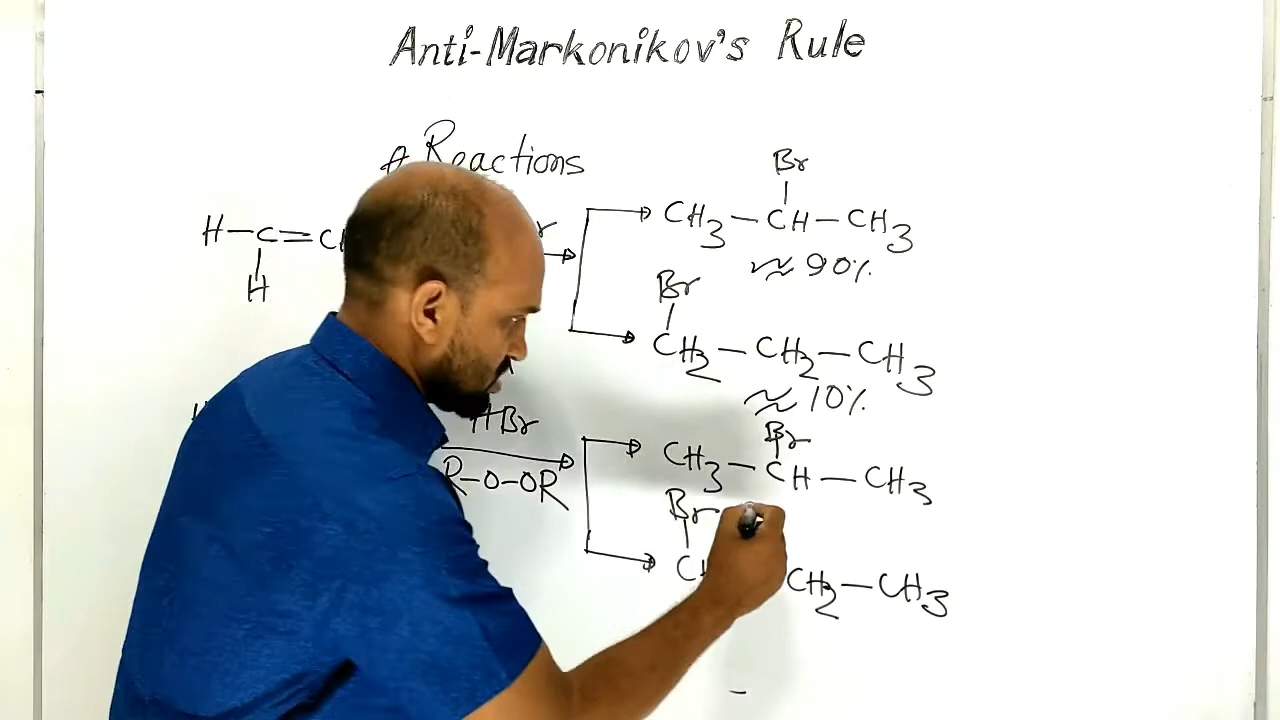 Anti-Markonikov's Rule
# Reactions
Br
H—C=C
CH3—CH—CH3
H
≈ 90%
Br
CH2—CH2—CH3
≈ 10%
HBr
Br
CH3—CH—CH3
R-O-OR
Br
CH2—CH3